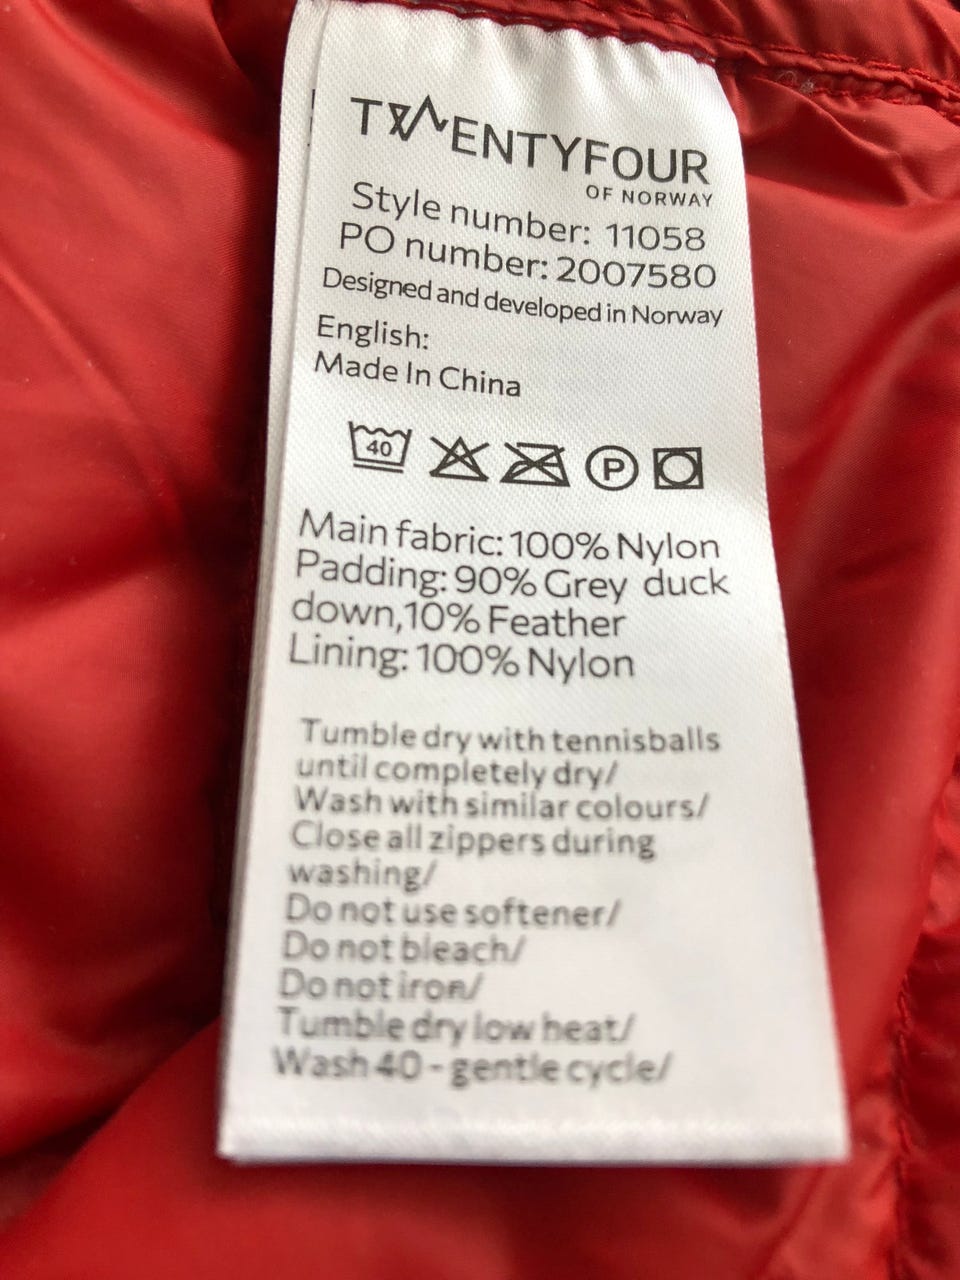 TWENTYFOUR
OF NORWAY
Style number: 11058
PO number: 2007580
Designed and developed in Norway
English:
Made In China
40 P
Main fabric: 100% Nylon
Padding: 90% Grey duck
down,10% Feather
Lining: 100% Nylon
Tumble dry with tennisballs
until completely dry/
Wash with similar colours/
Close all zippers during
washing/
Do not use softener/
Do not bleach/
Do not iron/
Tumble dry low heat/
Wash 40 - gentle cycle/